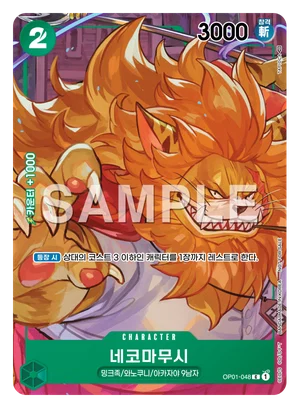 2
3000
참격
斬
카운터 +1000
SAMPLE
등장 시 상대의 코스트 3 이하인 캐릭터를 1장까지 레스트로 한다.
CHARACTER
네코마무시
밍크족/와노쿠니/아카자야 9남자
OP01-048 C 1